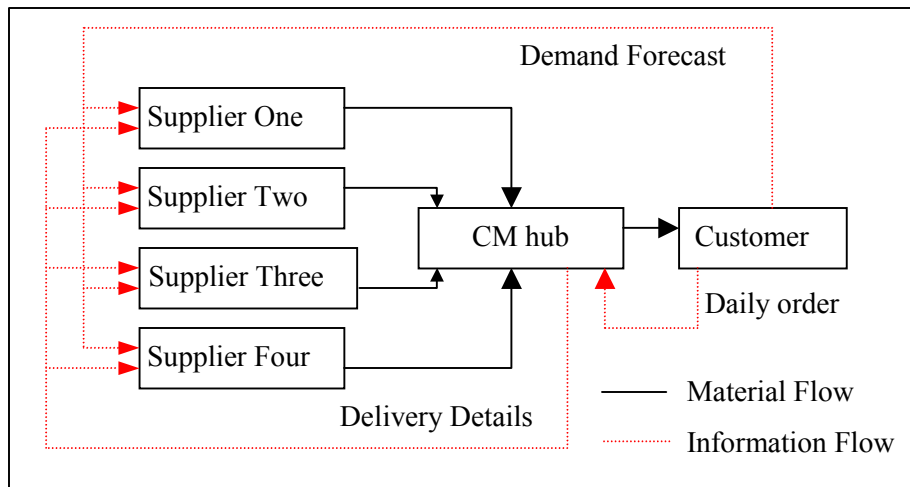 Demand Forecast
Supplier One
Supplier Two
CM hub
Customer
Supplier Three
Daily order
Supplier Four
Material Flow
Delivery Details
Information Flow